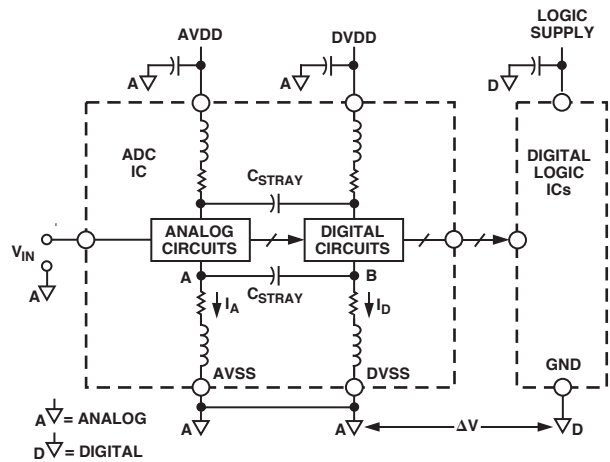 AVDD DVDD LOGIC
SUPPLY
A A D
ADC
IC
CSTRAY
DIGITAL
LOGIC
ICs
VIN
ANALOG
CIRCUITS
DIGITAL
CIRCUITS
A
A B
CSTRAY
IA ID
AVSS DVSS GND
A A ΔV D
A = ANALOG
D = DIGITAL